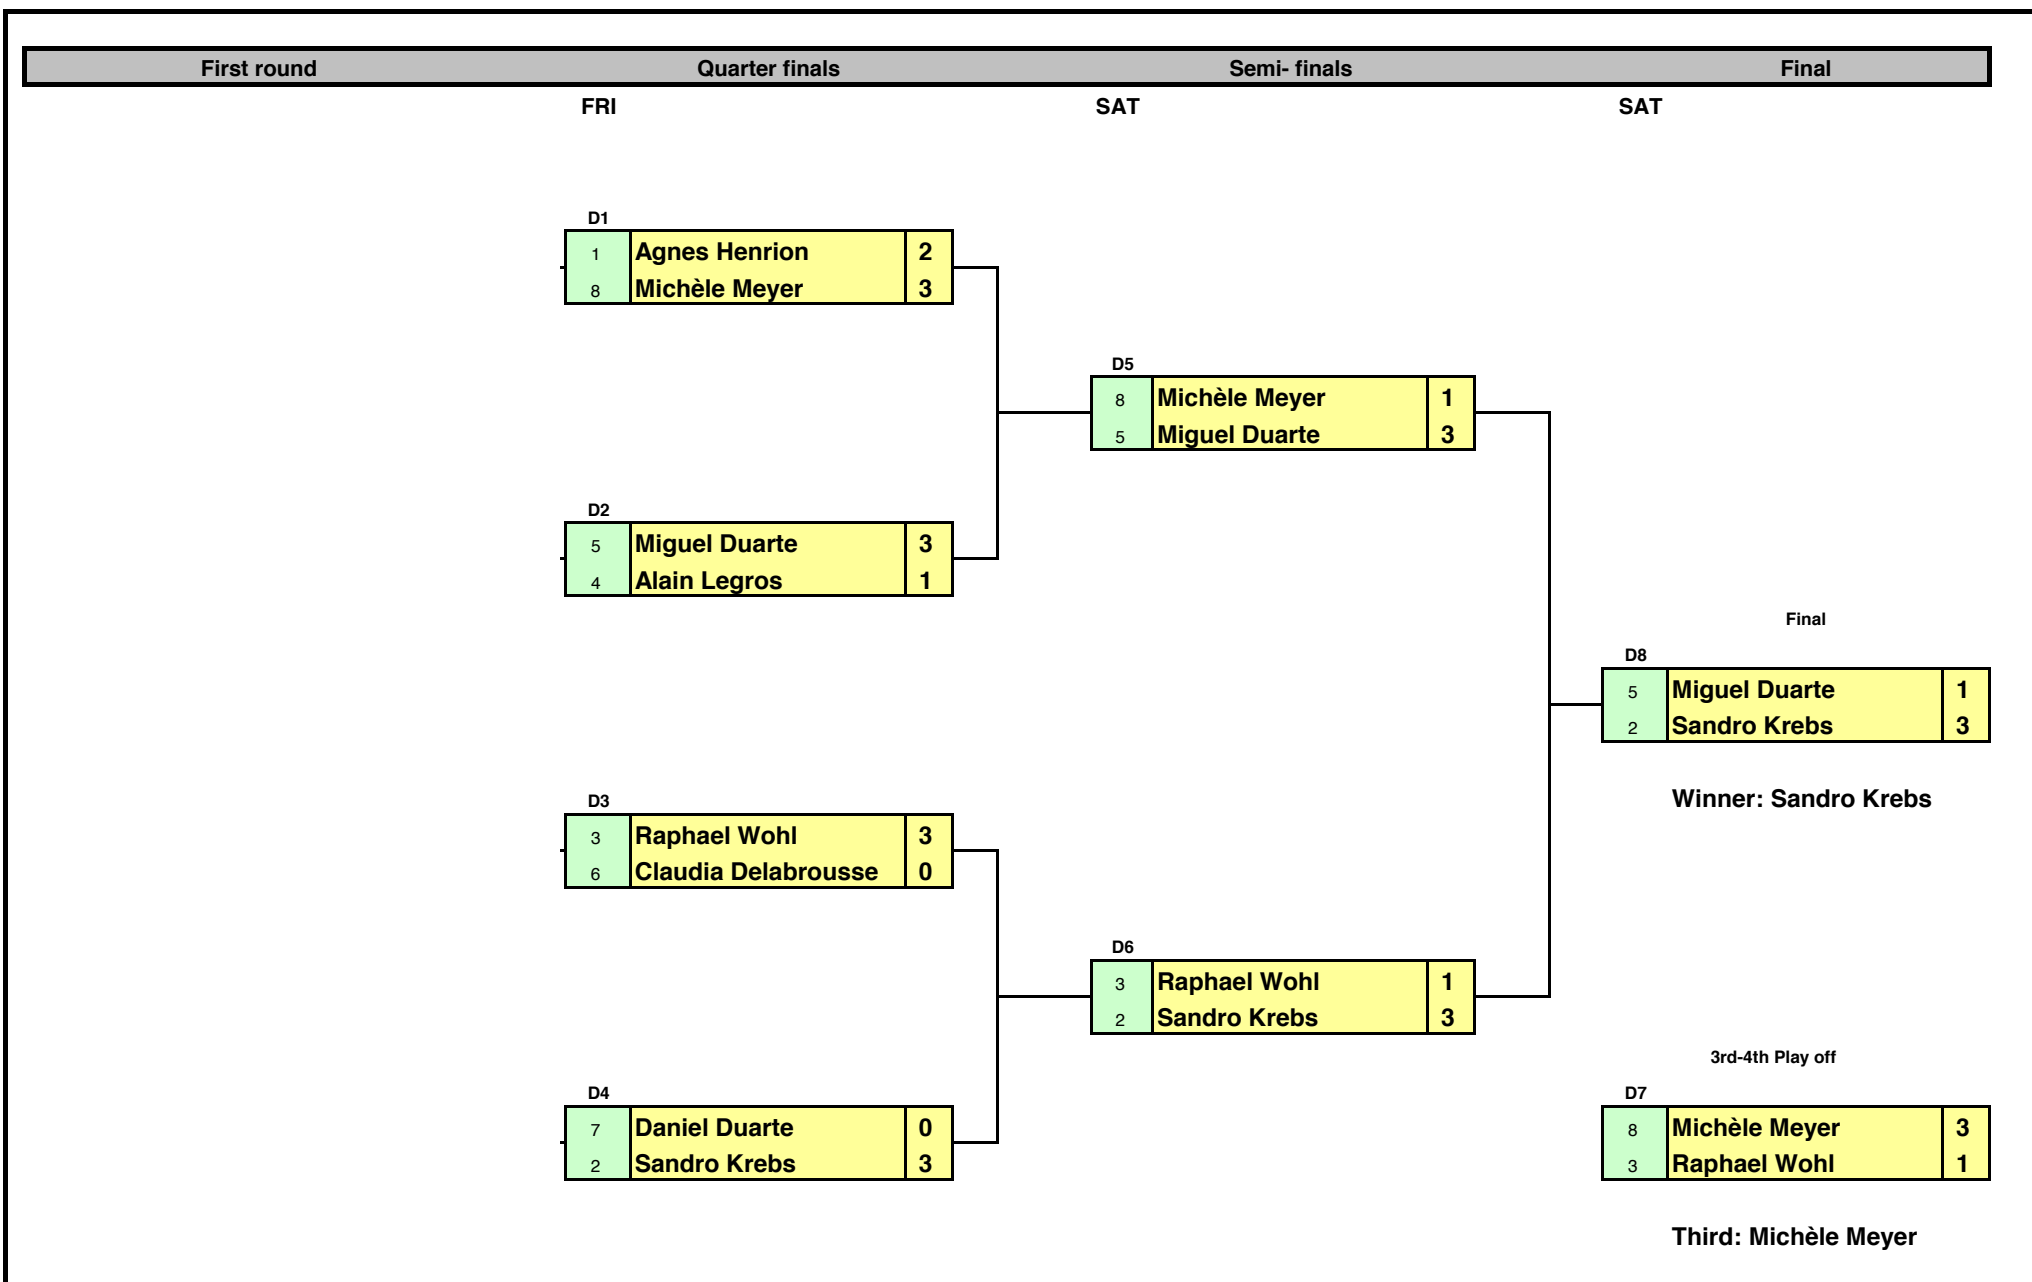 First round Quarter finals Semi- finals Final
FRI SAT SAT
D1
1 Agnes Henrion 2
8 Michèle Meyer 3
D5
8 Michèle Meyer 1
5 Miguel Duarte 3
D2
5 Miguel Duarte 3
4 Alain Legros 1
Final
D8
5 Miguel Duarte 1
2 Sandro Krebs 3
Winner: Sandro Krebs
D3
3 Raphael Wohl 3
6 Claudia Delabrousse 0
D6
3 Raphael Wohl 1
2 Sandro Krebs 3
3rd-4th Play off
D4 D7
7 Daniel Duarte 0 8 Michèle Meyer 3
2 Sandro Krebs 3 3 Raphael Wohl 1
Third: Michèle Meyer